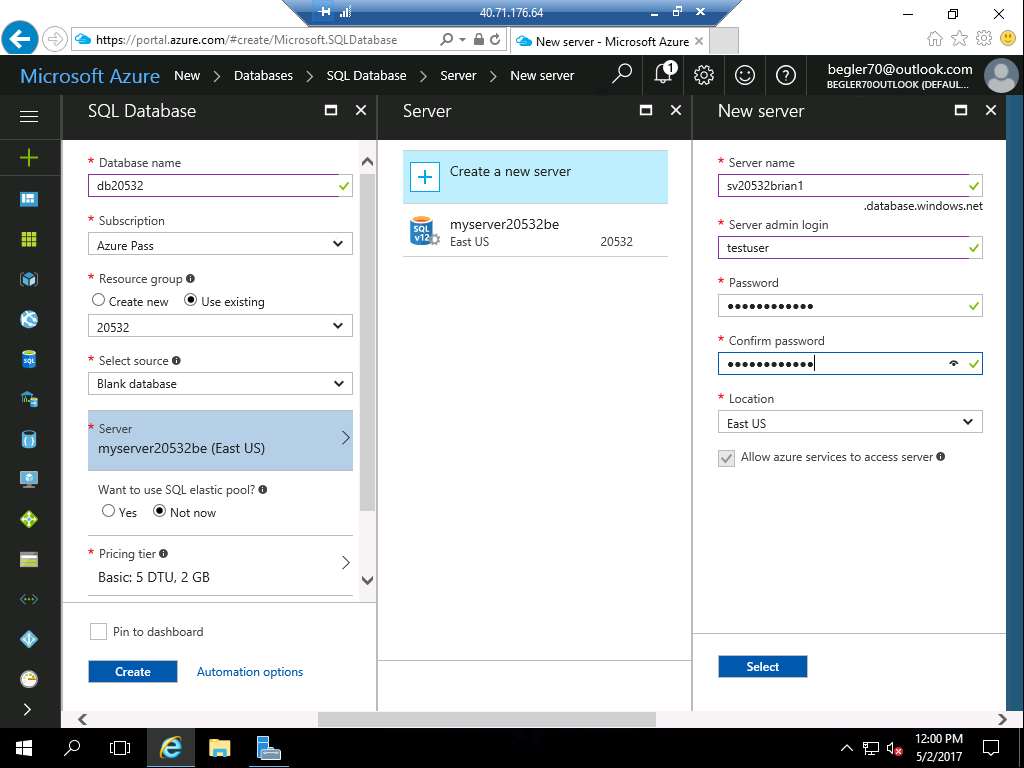 40.71.176.64
https://portal.azure.com/#create/Microsoft.SQLDatabase
New server - Microsoft Azure
Microsoft Azure New > Databases > SQL Database > Server > New server
1
begler70@outlook.com
BEGLER70OUTLOOK (DEFAUL...
SQL Database
* Database name
db20532
* Subscription
Azure Pass
* Resource group
Create new Use existing
20532
* Select source
Blank database
* Server
myserver20532be (East US)
Want to use SQL elastic pool?
Yes Not now
* Pricing tier
Basic: 5 DTU, 2 GB
Pin to dashboard
Create Automation options
Server
Create a new server
SQL
v12
myserver20532be
East US 20532
New server
* Server name
sv20532brian1
.database.windows.net
* Server admin login
testuser
* Password
●●●●●●●●●●●●
* Confirm password
●●●●●●●●●●●●
* Location
East US
Allow azure services to access server
Select
SQL
12:00 PM
5/2/2017